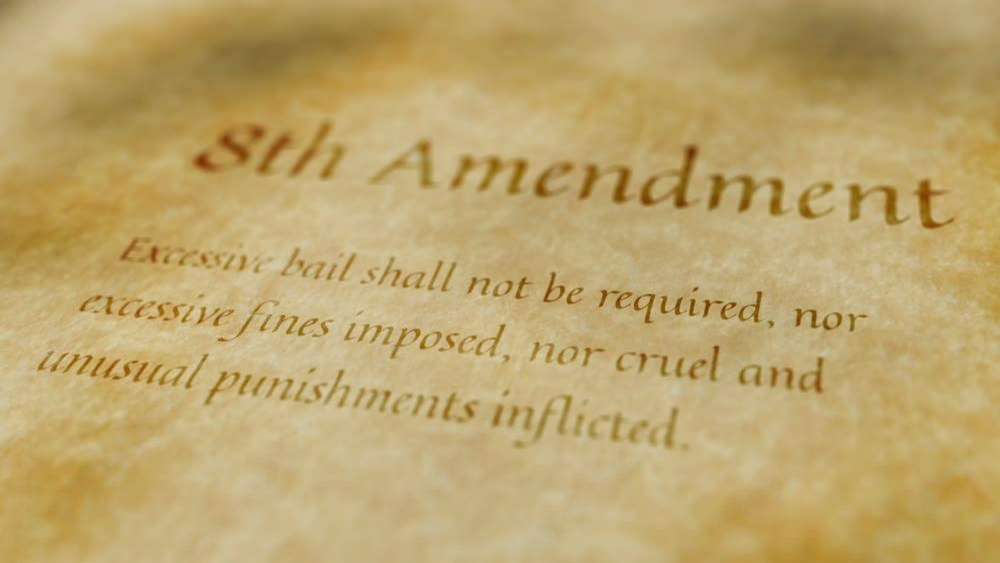 8th Amendment
Excessive bail shall not be required, nor
excessive fines imposed, nor cruel and
unusual punishments inflicted.